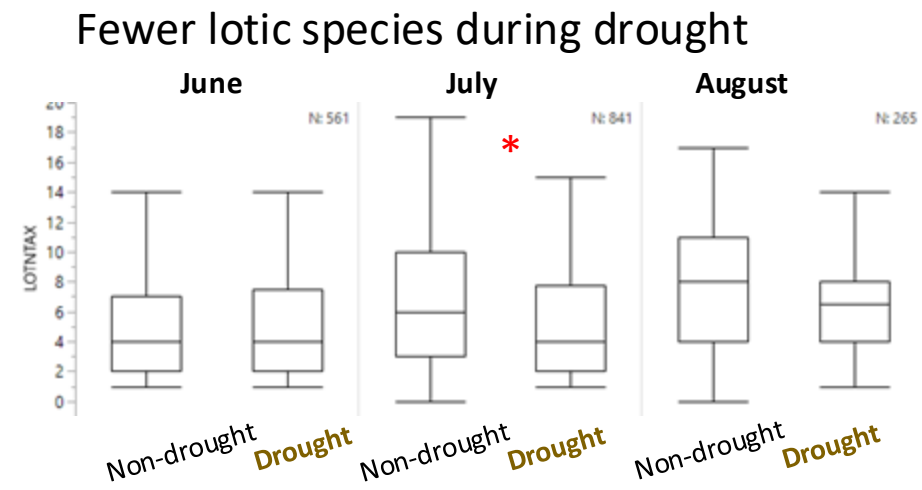 Fewer lotic species during drought
June July August
N: 561 N: 841 N: 265
20
18
16
*
14
12
10
8
6
4
2
0
LOTNTAX
Non-drought Drought Non-drought Drought Non-drought Drought